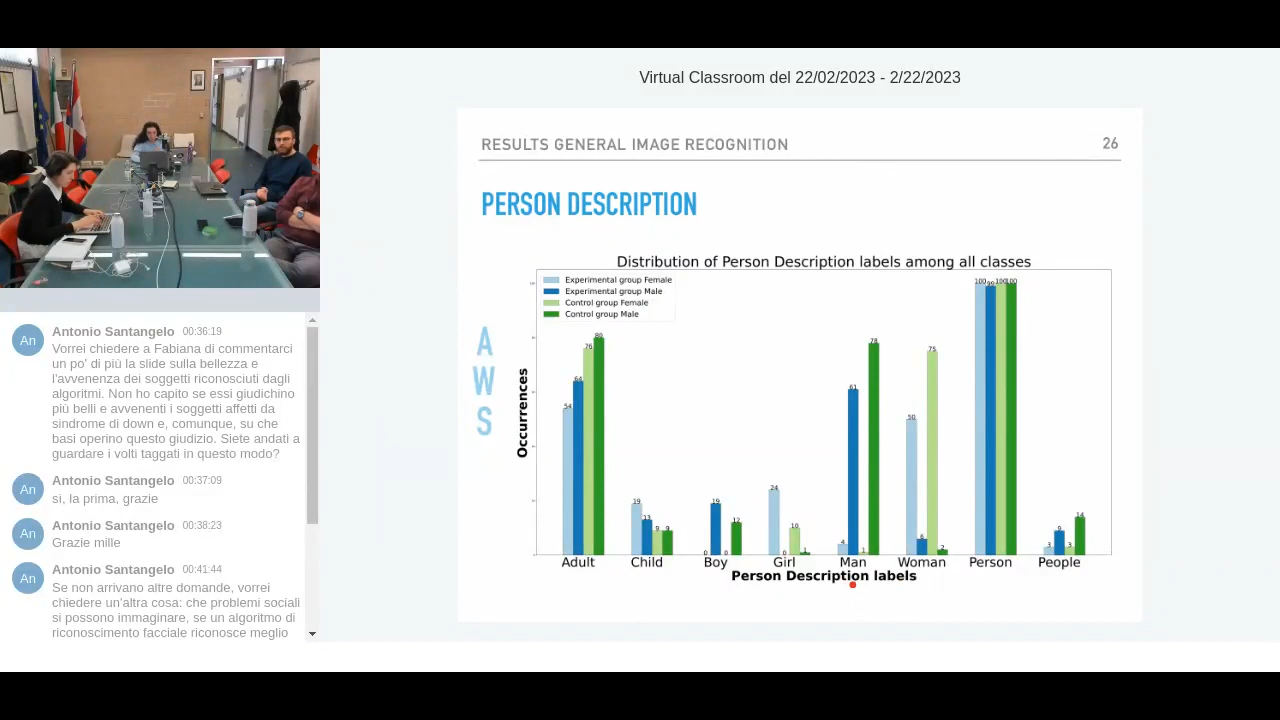 Virtual Classroom del 22/02/2023 - 2/22/2023
RESULTS GENERAL IMAGE RECOGNITION
26
PERSON DESCRIPTION
AWS
Distribution of Person Description labels among all classes
Experimental group Female
Experimental group Male
Control group Female
Control group Male
Occurrences
54 64 76 80
19 13 9 9
0 19 0 12
24 0 10 1
4 61 1 78
50 6 75 2
100 99 100 100
3 9 3 14
Adult Child Boy Girl Man Woman Person People
Person Description labels
An
Antonio Santangelo 00:36:19
Vorrei chiedere a Fabiana di commentarci
un po' di più la slide sulla bellezza e
l'avvenenza dei soggetti riconosciuti dagli
algoritmi. Non ho capito se essi giudichino
più belli e avvenenti i soggetti affetti da
sindrome di down e, comunque, su che
basi operino questo giudizio. Siete andati a
guardare i volti taggati in questo modo?
An
Antonio Santangelo 00:37:09
sì, la prima, grazie
An
Antonio Santangelo 00:38:23
Grazie mille
An
Antonio Santangelo 00:41:44
Se non arrivano altre domande, vorrei
chiedere un'altra cosa: che problemi sociali
si possono immaginare, se un algoritmo di
riconoscimento facciale riconosce meglio